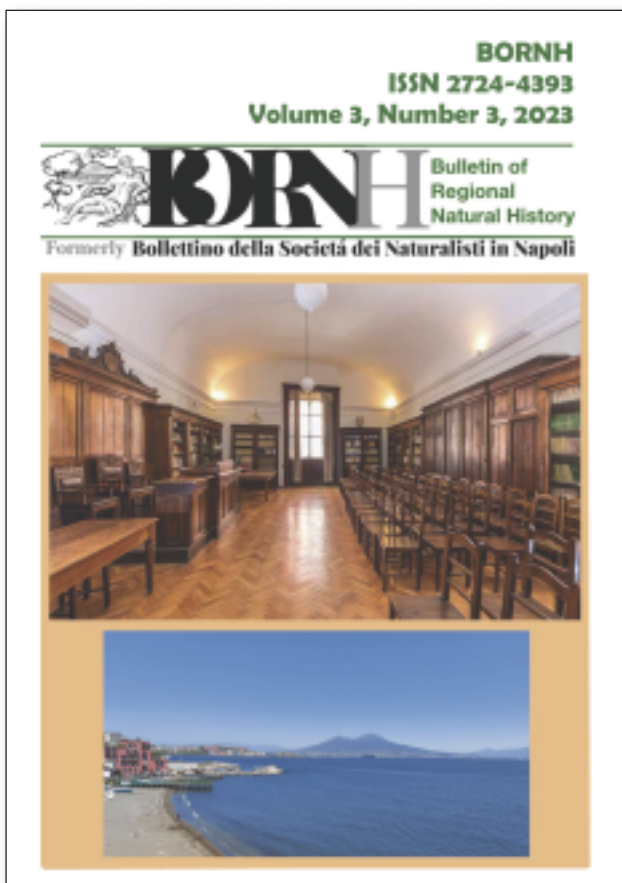 BORNH
ISSN 2724-4393
Volume 3, Number 3, 2023
BORNH
Bulletin of
Regional
Natural History
Formerly Bollettino della Societá dei Naturalisti in Napoli